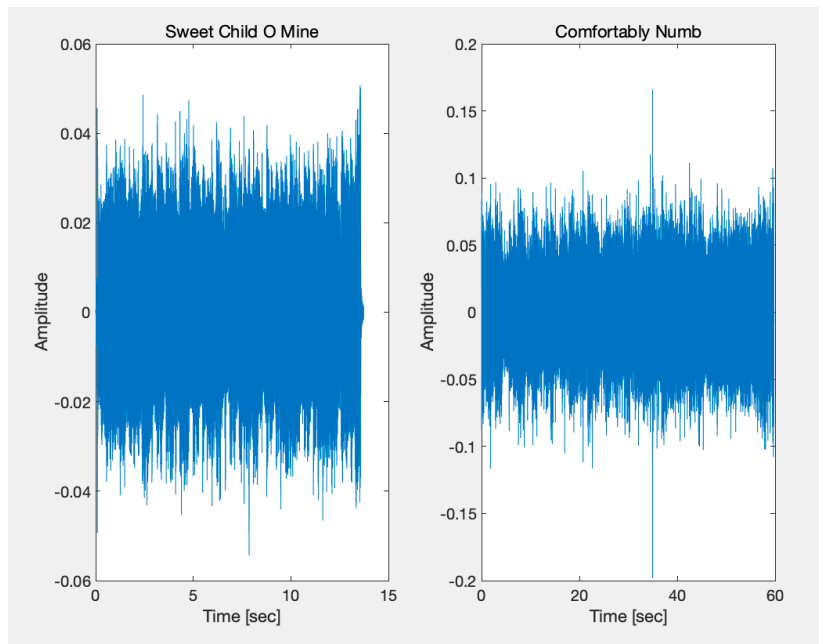 Sweet Child O Mine
0.06
0.04
0.02
0
-0.02
-0.04
-0.06
Amplitude
0 5 10 15
Time [sec]
Comfortably Numb
0.2
0.15
0.1
0.05
0
-0.05
-0.1
-0.15
-0.2
Amplitude
0 20 40 60
Time [sec]